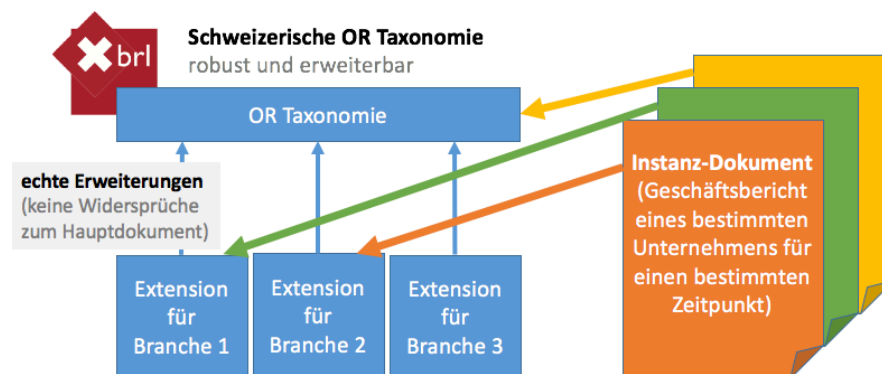 brl
Schweizerische OR Taxonomie
robust und erweiterbar
OR Taxonomie
echte Erweiterungen
(keine Widersprüche
zum Hauptdokument)
Instanz-Dokument
(Geschäftsbericht
eines bestimmten
Unternehmens für
einen bestimmten
Zeitpunkt)
Extension
für
Branche 1
Extension
für
Branche 2
Extension
für
Branche 3